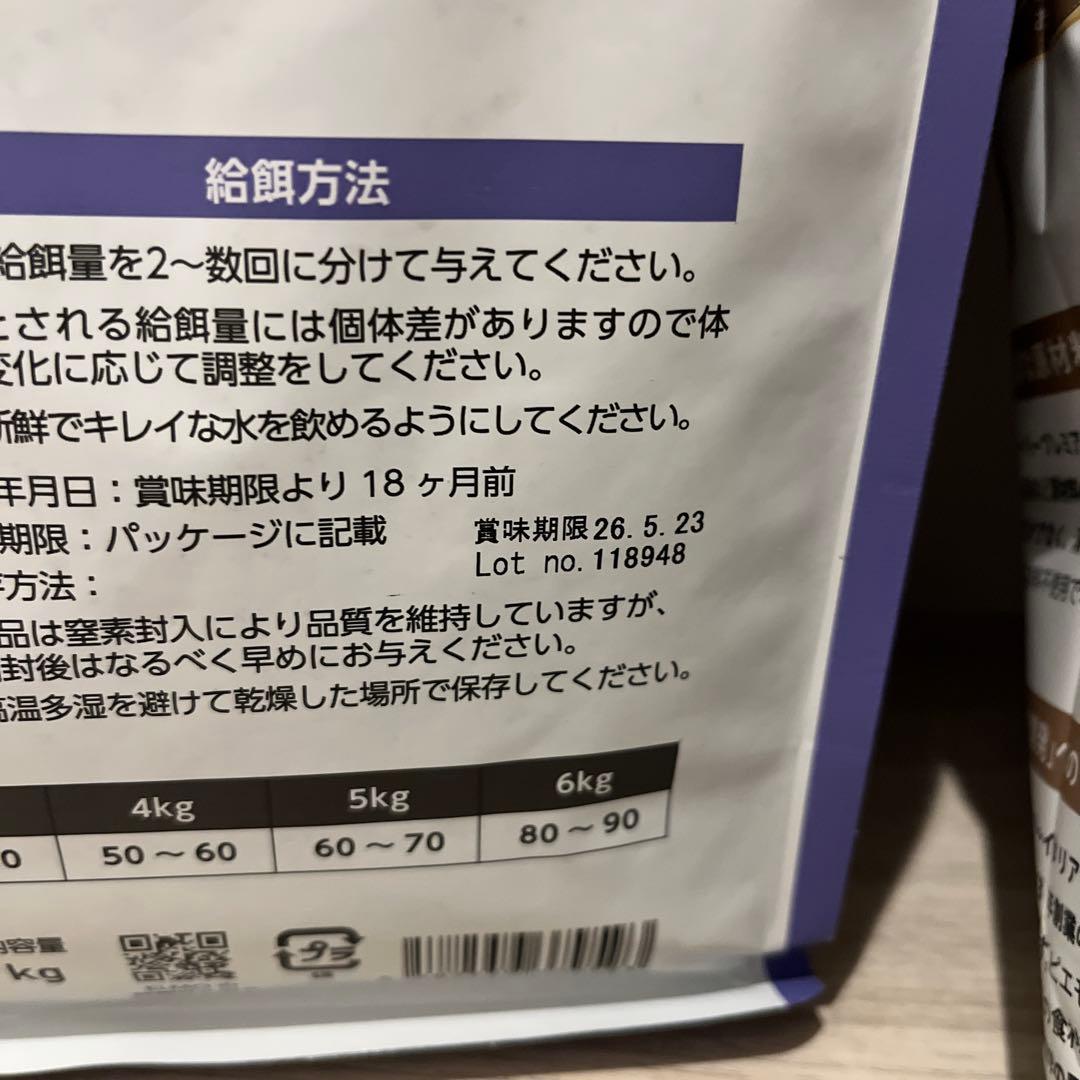 給餌方法
給餌量を2〜数回に分けて与えてください。
とされる給餌量には個体差がありますので体
変化に応じて調整をしてください。
新鮮でキレイな水を飲めるようにしてください。
年月日：賞味期限より 18 ヶ月前
期限：パッケージに記載
賞味期限26.5.23
Lot no.118948
方法：
品は窒素封入により品質を維持していますが、
封後はなるべく早めにお与えください。
高温多湿を避けて乾燥した場所で保存してください。
4kg 5kg 6kg
0 50〜60 60〜70 80〜90
内容量
kg
プラ